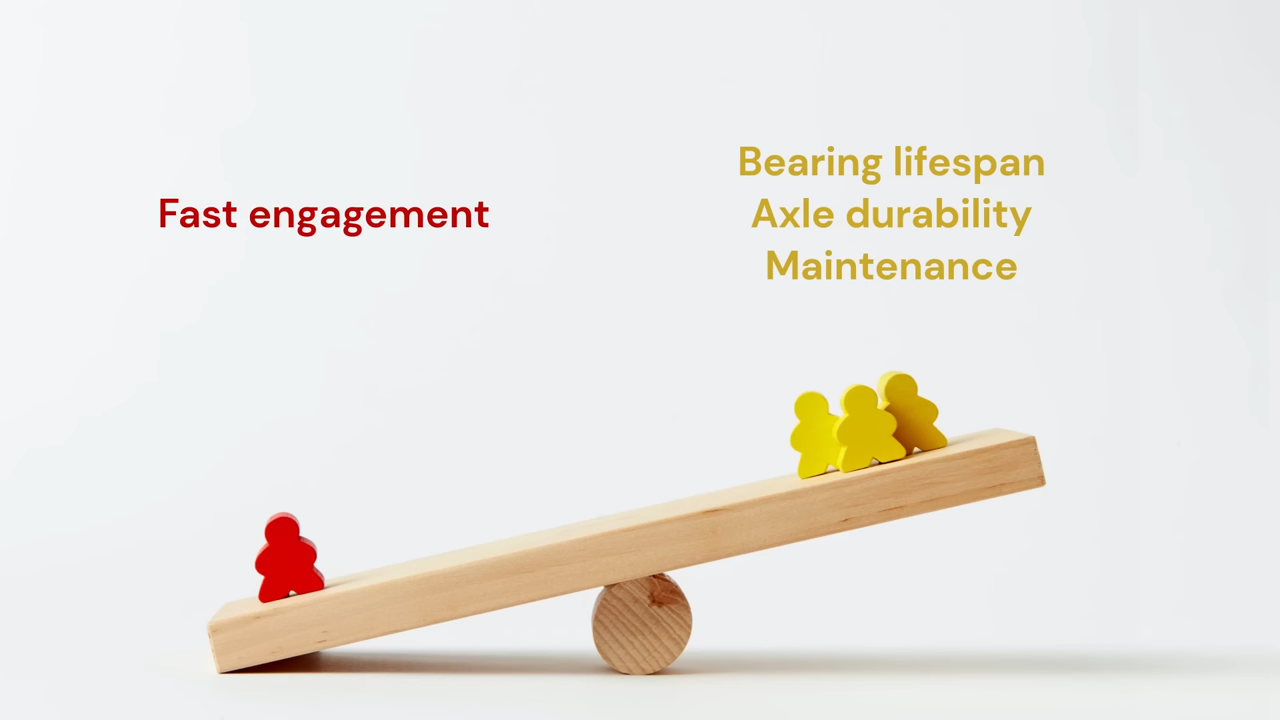 Fast engagement
Bearing lifespan
Axle durability
Maintenance